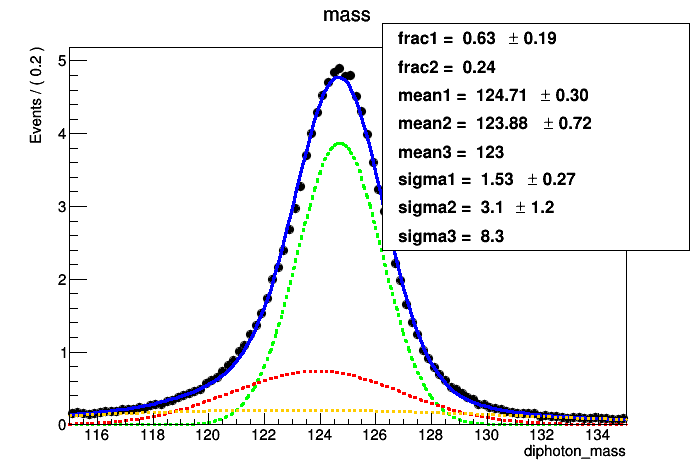 mass
frac1 = 0.63 ± 0.19
frac2 = 0.24
mean1 = 124.71 ± 0.30
mean2 = 123.88 ± 0.72
mean3 = 123
sigma1 = 1.53 ± 0.27
sigma2 = 3.1 ± 1.2
sigma3 = 8.3
Events / ( 0.2 )
5
4
3
2
1
0
116 118 120 122 124 126 128 130 132 134
diphoton_mass